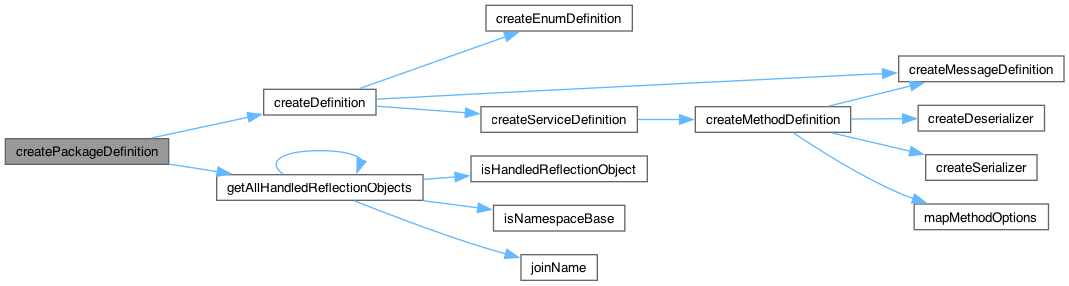 createPackageDefinition
createDefinition
getAllHandledReflectionObjects
createEnumDefinition
createServiceDefinition
isHandledReflectionObject
isNamespaceBase
joinName
createMethodDefinition
createMessageDefinition
createDeserializer
createSerializer
mapMethodOptions